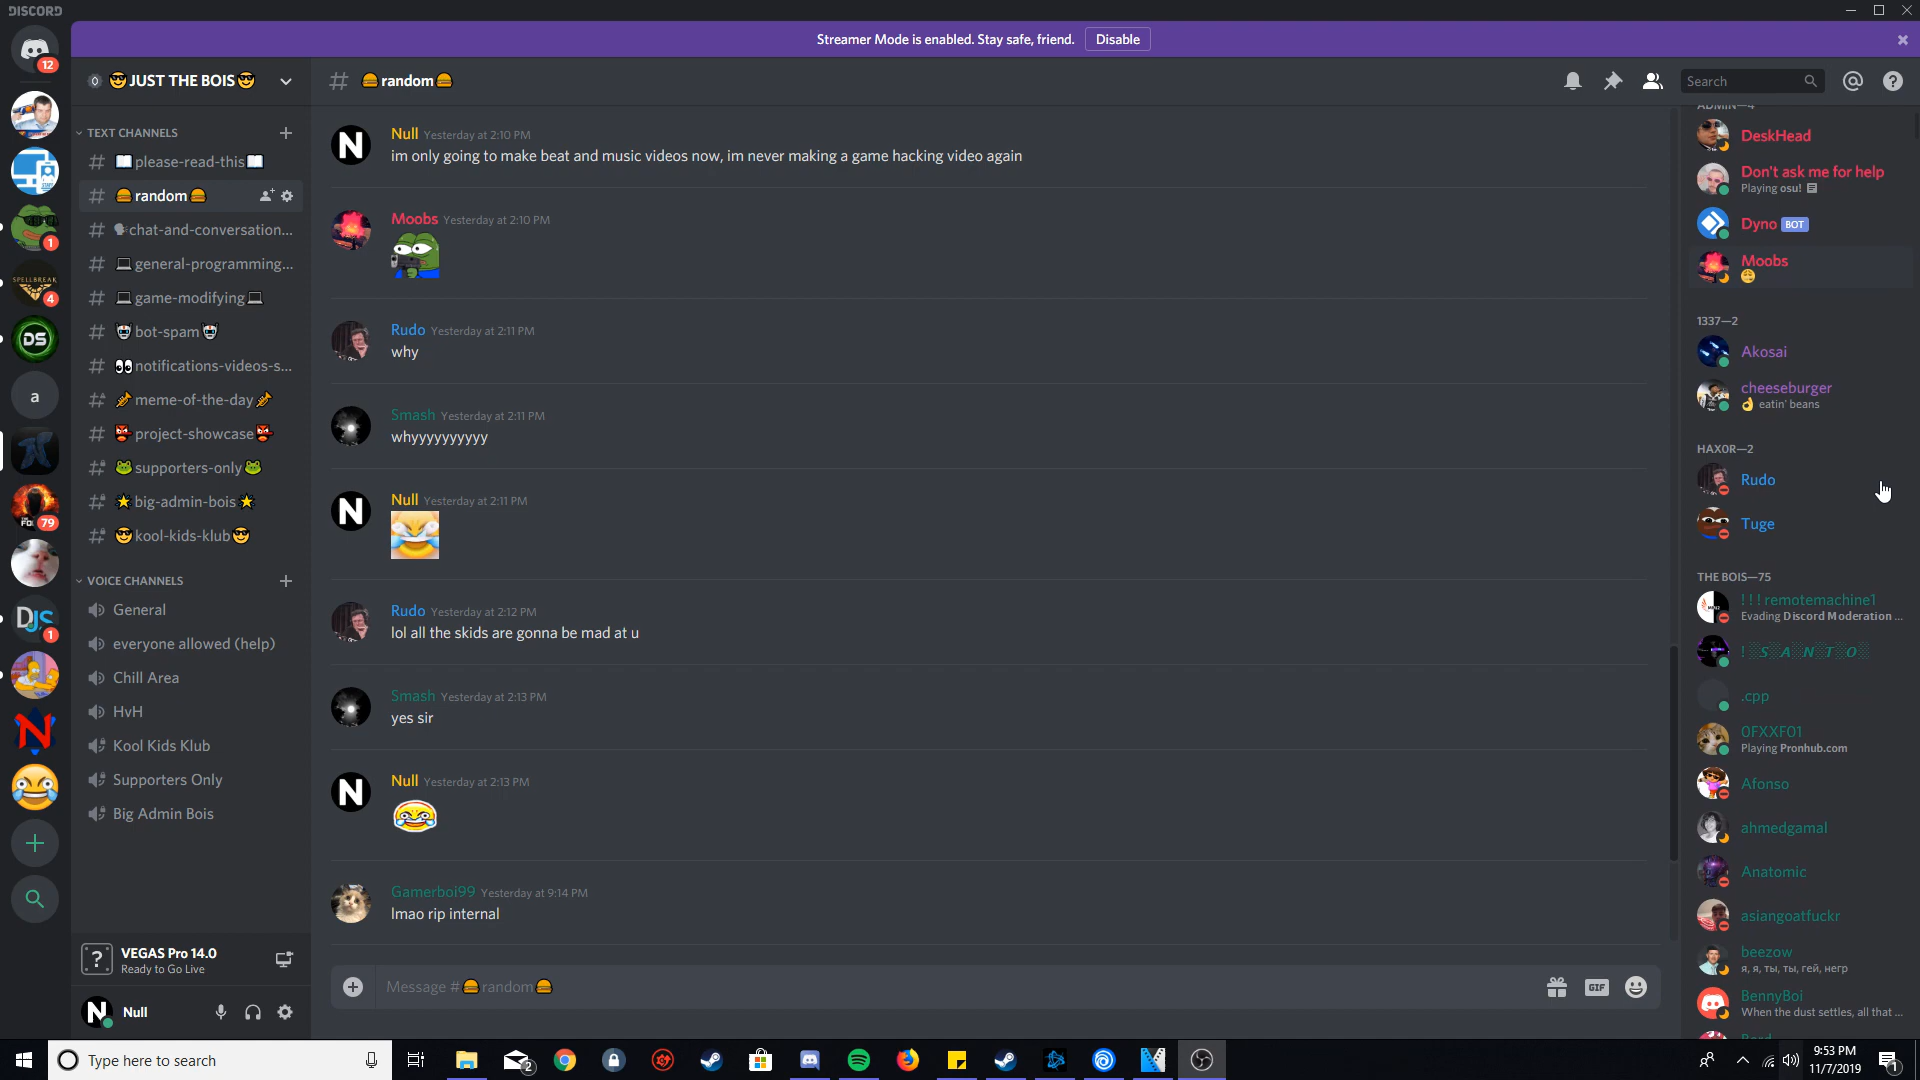 DISCORD
Streamer Mode is enabled. Stay safe, friend.
Disable
12
1
SPELLBREAK
4
DS
a
79
DJS
1
JUST THE BOIS
TEXT CHANNELS
please-read-this
random
chat-and-conversation...
general-programming...
game-modifying
bot-spam
notifications-videos-s...
meme-of-the-day
project-showcase
supporters-only
big-admin-bois
kool-kids-klub
VOICE CHANNELS
General
everyone allowed (help)
Chill Area
HvH
Kool Kids Klub
Supporters Only
Big Admin Bois
VEGAS Pro 14.0
Ready to Go Live
Null
# random
Search
Null Yesterday at 2:10 PM
im only going to make beat and music videos now, im never making a game hacking video again
Moobs Yesterday at 2:10 PM
Rudo Yesterday at 2:11 PM
why
Smash Yesterday at 2:11 PM
whyyyyyyyyyy
Null Yesterday at 2:11 PM
Rudo Yesterday at 2:12 PM
lol all the skids are gonna be mad at u
Smash Yesterday at 2:13 PM
yes sir
Null Yesterday at 2:13 PM
Gamerboi99 Yesterday at 9:14 PM
lmao rip internal
Message # random
GIF
ADMIN—4
DeskHead
Don't ask me for help
Playing osu!
Dyno BOT
Moobs
1337—2
Akosai
cheeseburger
eatin' beans
HAXOR—2
Rudo
Tuge
THE BOIS—75
! ! ! remotemachine1
Evading Discord Moderation ...
! ░S░A░N░T░O░
.cpp
0FXXF01
Playing Pronhub.com
Afonso
ahmedgamal
Anatomic
asiangoatfuckr
beezow
я, я, ты, ты, гей, негр
BennyBoi
When the dust settles, all that ...
Type here to search
2
9:53 PM
11/7/2019
1